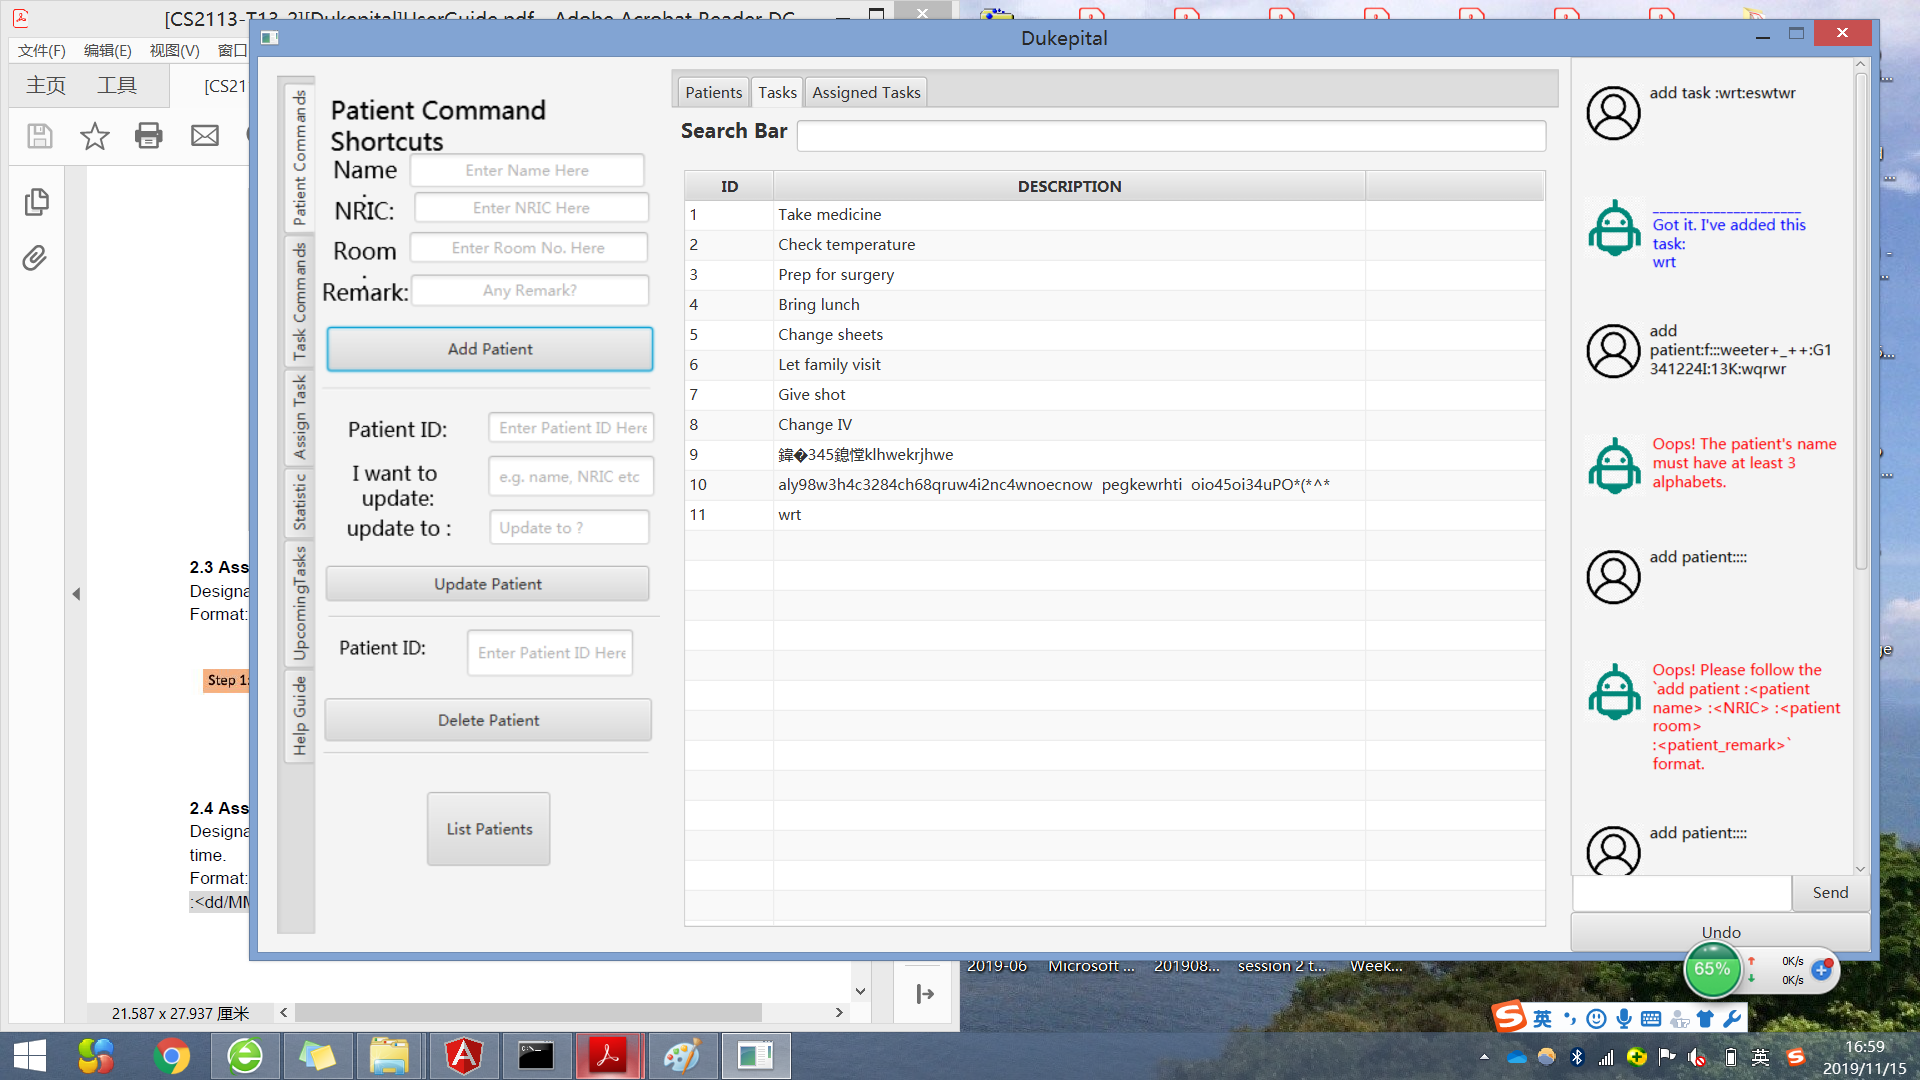 [CS2113-T13-2][Dukepital]UserGuide.pdf - Adobe Acrobat Reader DC
文件(F) 编辑(E) 视图(V) 窗口
主页 工具 [CS211
2.3 Ass
Designa
Format:
Step 1:
2.4 Ass
Designa
time.
Format:
:<dd/MM
21.587 x 27.937 厘米
Dukepital
Patient Commands
Task Commands
Assign Task
Statistic
UpcomingTasks
Help Guide
Patient Command
Shortcuts
Name
:
Enter Name Here
NRIC:
Enter NRIC Here
Room
:
Enter Room No. Here
Remark:
Any Remark?
Add Patient
Patient ID:
Enter Patient ID Here
I want to
update:
e.g. name, NRIC etc
update to :
Update to ?
Update Patient
Patient ID:
Enter Patient ID Here
Delete Patient
List Patients
Patients Tasks Assigned Tasks
Search Bar
ID DESCRIPTION
1 Take medicine
2 Check temperature
3 Prep for surgery
4 Bring lunch
5 Change sheets
6 Let family visit
7 Give shot
8 Change IV
9 鍏�345鎴戃klhwekrjhwe
10 aly98w3h4c3284ch68qruw4i2nc4wnoecnow pegkewrhti oio45oi34uPO*(*^*
11 wrt
add task :wrt:eswtwr
______________________
Got it. I've added this
task:
wrt
add
patient:f:::weeter+_++:G1
341224I:13K:wqrwr
Oops! The patient's name
must have at least 3
alphabets.
add patient::::
Oops! Please follow the
`add patient :<patient
name> :<NRIC> :<patient
room>
:<patient_remark>`
format.
add patient::::
Send
Undo
2019-06 Microsoft ... 201908... session 2 t... Week...
65%
0K/s
0K/s
英
英
16:59
2019/11/15